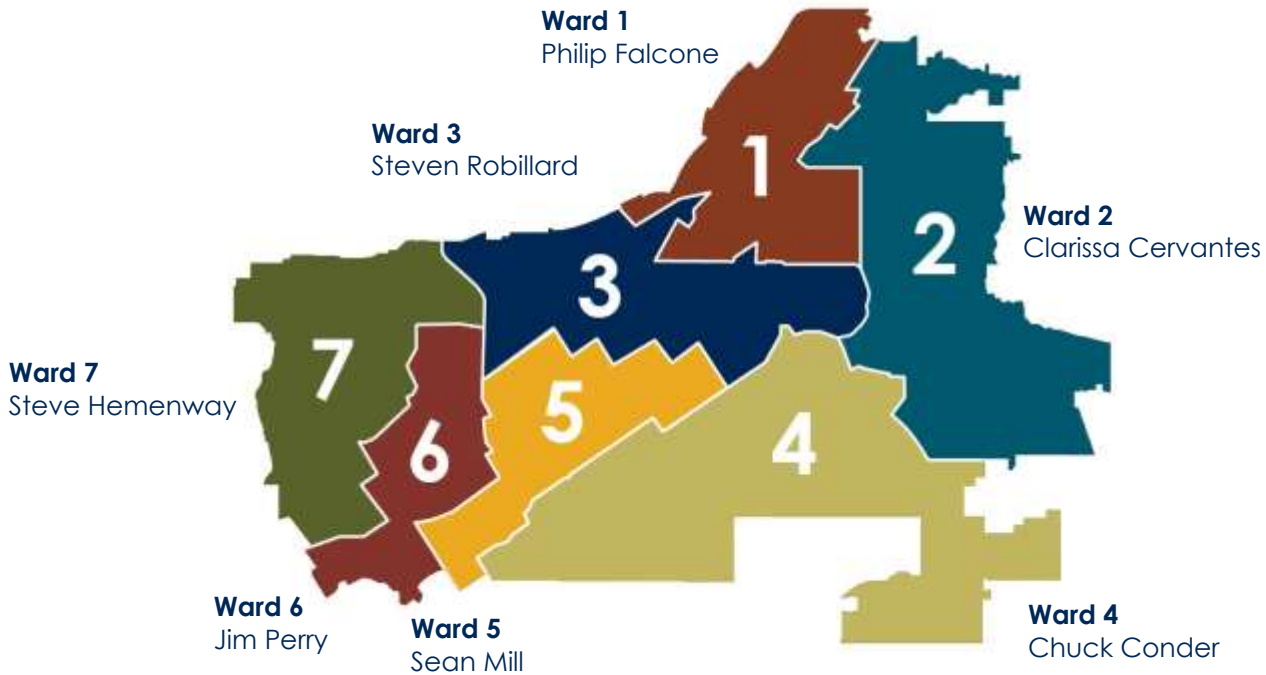 Ward 1
Philip Falcone
Ward 3
Steven Robillard
1
Ward 2
Clarissa Cervantes
2
3
Ward 7
Steve Hemenway
7
5
4
6
Ward 6
Jim Perry
Ward 5
Sean Mill
Ward 4
Chuck Conder